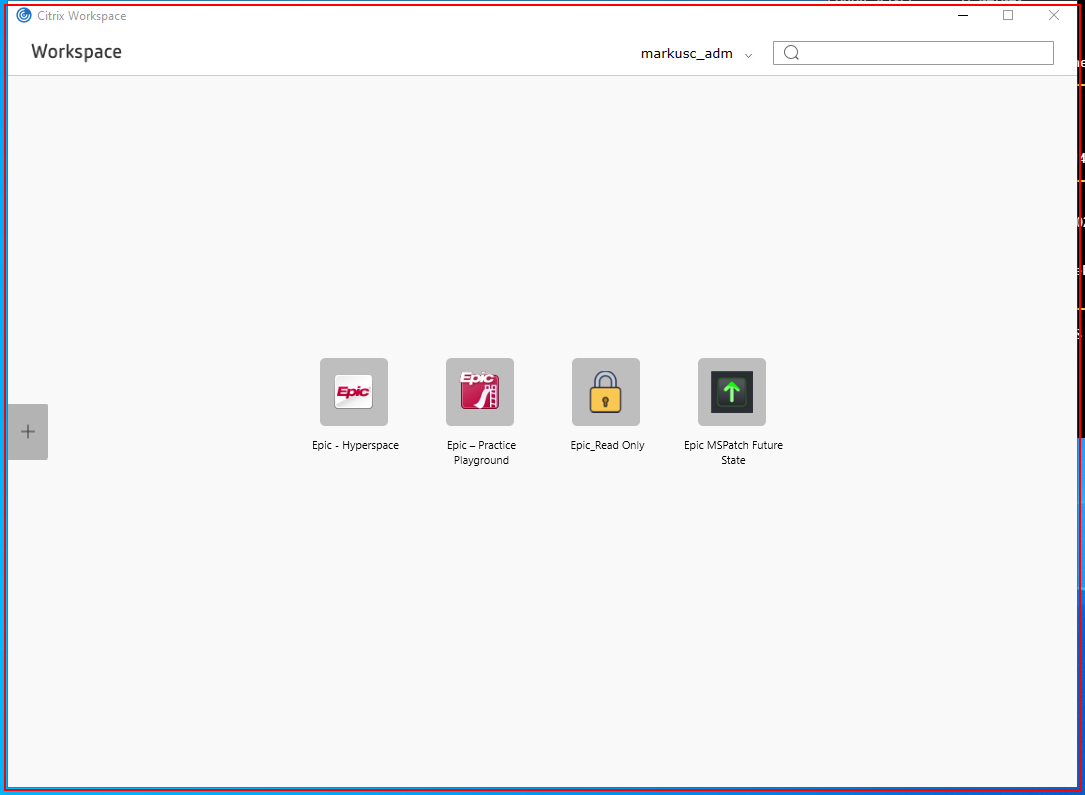 Citrix Workspace
Workspace
markusc_adm
Epic
Epic
Epic - Hyperspace
Epic – Practice
Playground
Epic_Read Only
Epic MSPatch Future
State